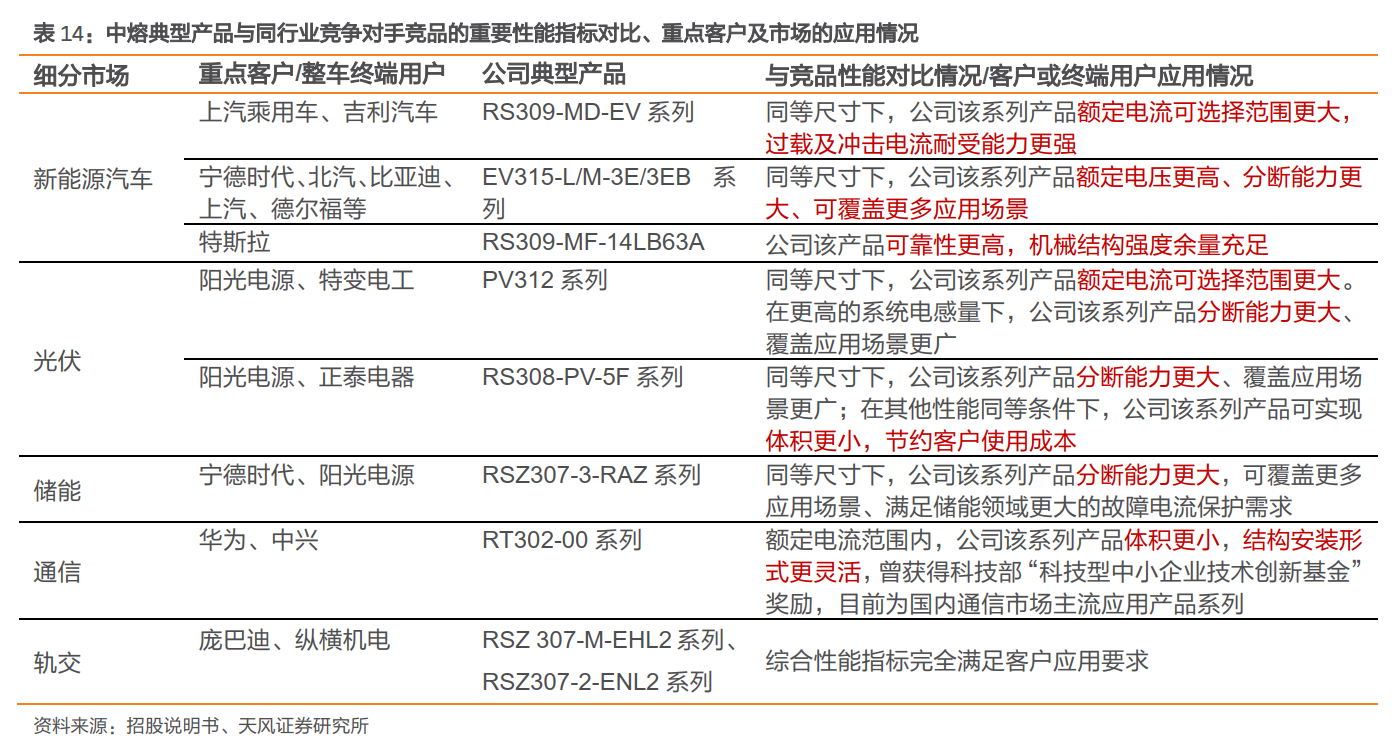 表 14：中熔典型产品与同行业竞争对手竞品的重要性能指标对比、重点客户及市场的应用情况
细分市场 重点客户/整车终端用户 公司典型产品 与竞品性能对比情况/客户或终端用户应用情况
新能源汽车
上汽乘用车、吉利汽车 RS309-MD-EV 系列 同等尺寸下，公司该系列产品额定电流可选择范围更大，
过载及冲击电流耐受能力更强
宁德时代、北汽、比亚迪、 EV315-L/M-3E/3EB 系 同等尺寸下，公司该系列产品额定电压更高、分断能力更
上汽、德尔福等 列 大、可覆盖更多应用场景
特斯拉 RS309-MF-14LB63A 公司该产品可靠性更高，机械结构强度余量充足
光伏
阳光电源、特变电工 PV312 系列 同等尺寸下，公司该系列产品额定电流可选择范围更大。
在更高的系统电感量下，公司该系列产品分断能力更大、
覆盖应用场景更广
阳光电源、正泰电器 RS308-PV-5F 系列 同等尺寸下，公司该系列产品分断能力更大、覆盖应用场
景更广；在其他性能同等条件下，公司该系列产品可实现
体积更小，节约客户使用成本
储能
宁德时代、阳光电源 RSZ307-3-RAZ 系列 同等尺寸下，公司该系列产品分断能力更大，可覆盖更多
应用场景、满足储能领域更大的故障电流保护需求
通信
华为、中兴 RT302-00 系列 额定电流范围内，公司该系列产品体积更小，结构安装形
式更灵活，曾获得科技部“科技型中小企业技术创新基金”
奖励，目前为国内通信市场主流应用产品系列
轨交
庞巴迪、纵横机电 RSZ 307-M-EHL2 系列、
RSZ307-2-ENL2 系列
综合性能指标完全满足客户应用要求
资料来源：招股说明书、天风证券研究所